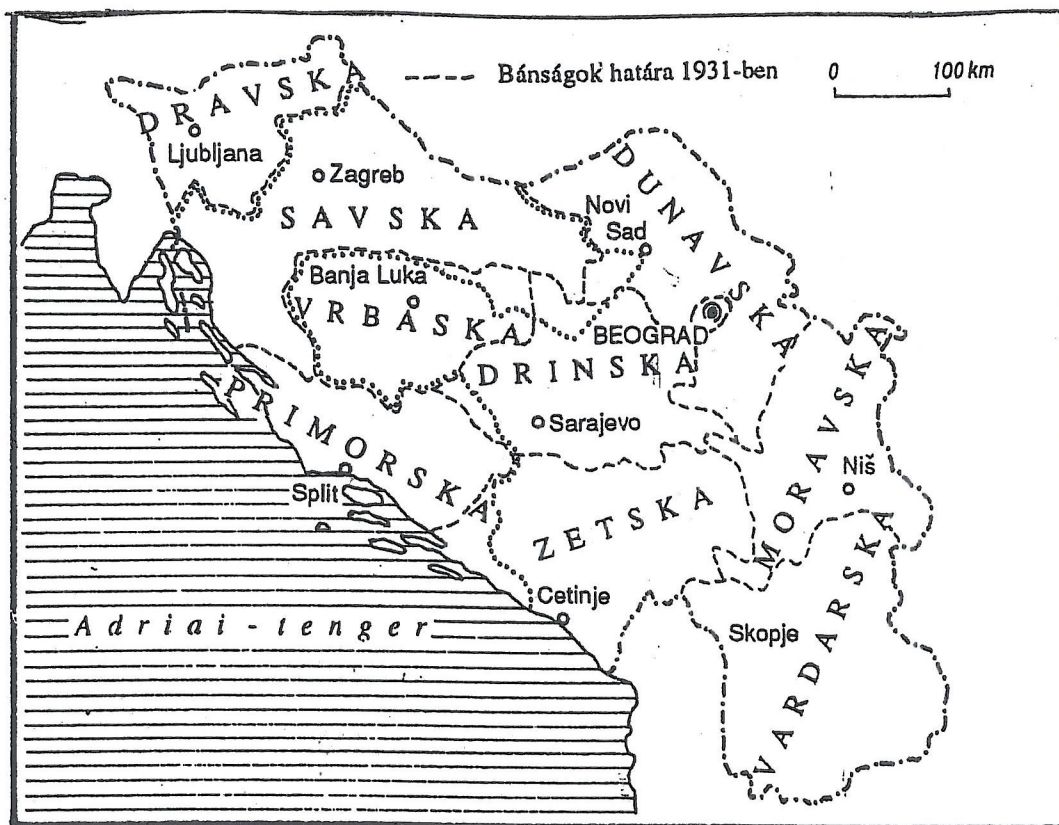 Bánságok határa 1931-ben
0 100 km
DRAVSKA
Ljubljana
Zagreb
SAVSKA
DUNAVSKA
Novi
Sad
Banja Luka
VRBASKA
BEOGRAD
DRINSKA
Sarajevo
PRIMORSKA
Split
MORAVSKA
Niš
ZETSKA
Cetinje
Skopje
VARDARSKA
Adriai-tenger